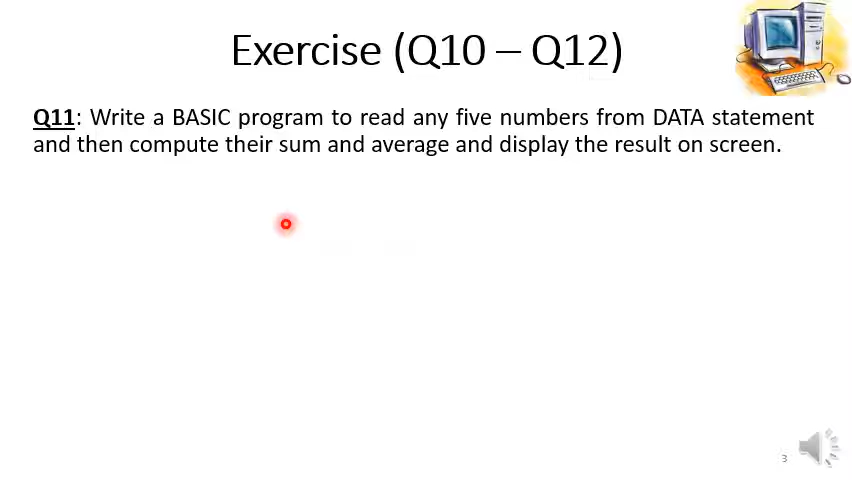 Exercise (Q10 – Q12)
Q11: Write a BASIC program to read any five numbers from DATA statement
and then compute their sum and average and display the result on screen.
3